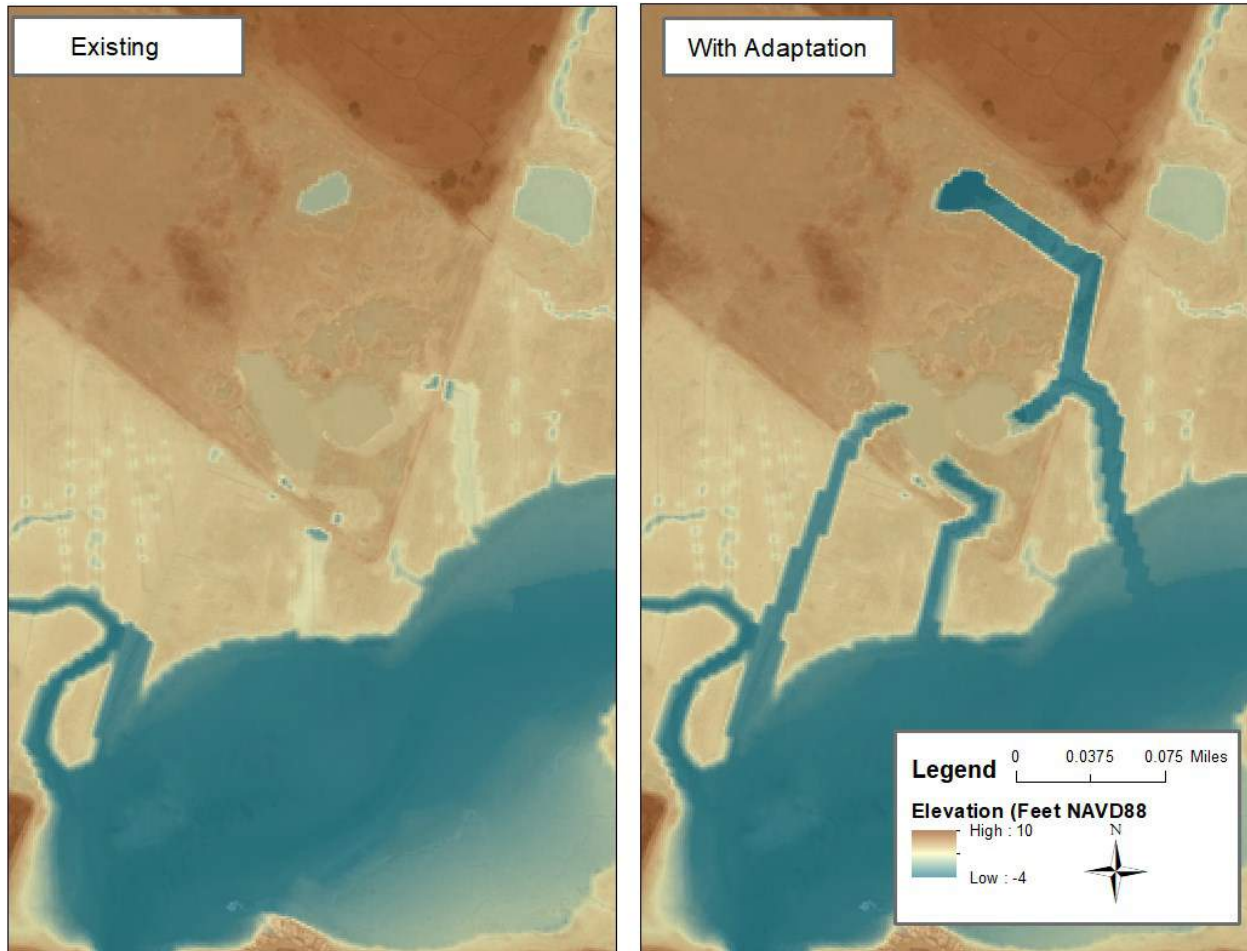 Existing
With Adaptation
Legend
0 0.0375 0.075 Miles
Elevation (Feet NAVD88
High : 10
Low : -4
N